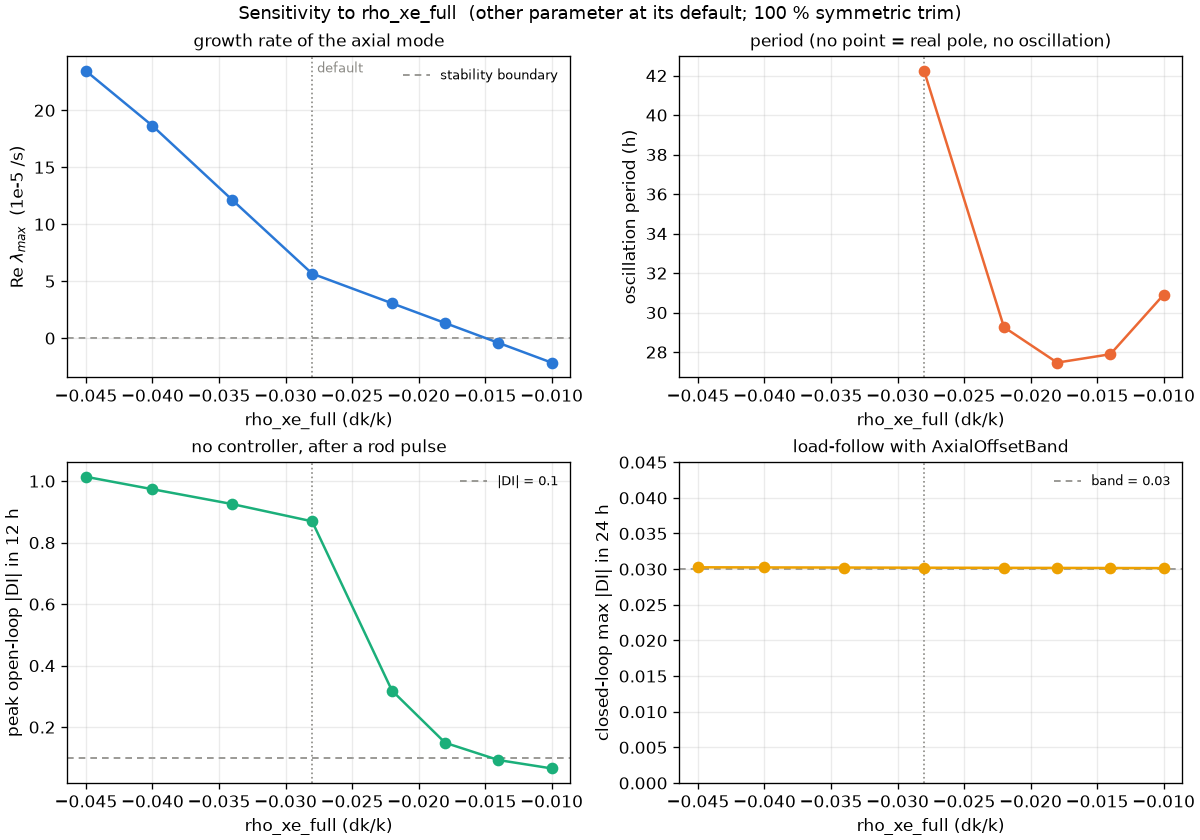 Sensitivity to rho_xe_full (other parameter at its default; 100 % symmetric trim)
growth rate of the axial mode
default
stability boundary
Re λmax (1e-5 /s)
20
15
10
5
0
−0.045 −0.040 −0.035 −0.030 −0.025 −0.020 −0.015 −0.010
rho_xe_full (dk/k)
period (no point = real pole, no oscillation)
oscillation period (h)
42
40
38
36
34
32
30
28
−0.045 −0.040 −0.035 −0.030 −0.025 −0.020 −0.015 −0.010
rho_xe_full (dk/k)
no controller, after a rod pulse
|DI| = 0.1
peak open-loop |DI| in 12 h
1.0
0.8
0.6
0.4
0.2
−0.045 −0.040 −0.035 −0.030 −0.025 −0.020 −0.015 −0.010
rho_xe_full (dk/k)
load-follow with AxialOffsetBand
band = 0.03
closed-loop max |DI| in 24 h
0.045
0.040
0.035
0.030
0.025
0.020
0.015
0.010
0.005
0.000
−0.045 −0.040 −0.035 −0.030 −0.025 −0.020 −0.015 −0.010
rho_xe_full (dk/k)